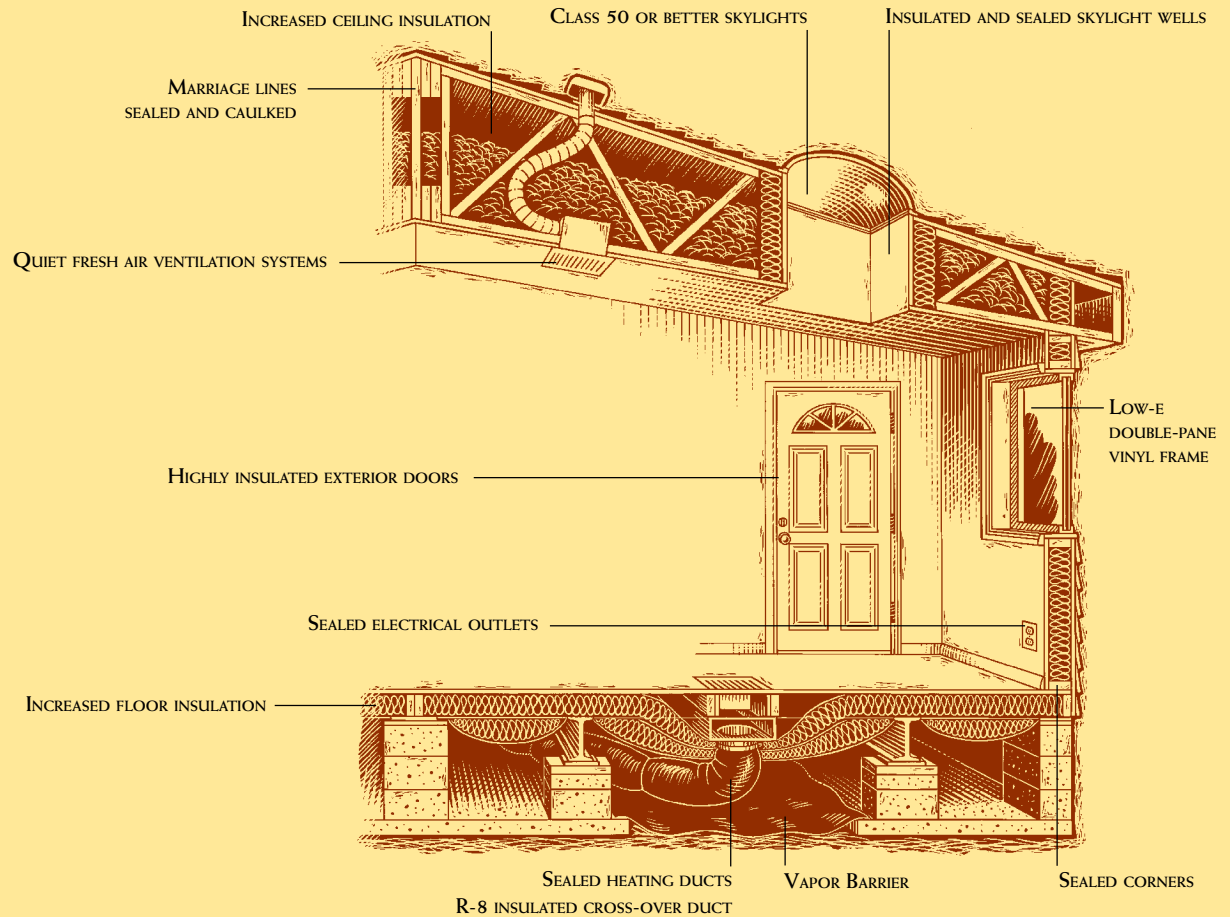 Increased ceiling insulation
Class 50 or better skylights
Insulated and sealed skylight wells
Marriage lines
sealed and caulked
Quiet fresh air ventilation systems
Low-e
double-pane
vinyl frame
Highly insulated exterior doors
Sealed electrical outlets
Increased floor insulation
Sealed heating ducts
R-8 insulated cross-over duct
Vapor Barrier
Sealed corners